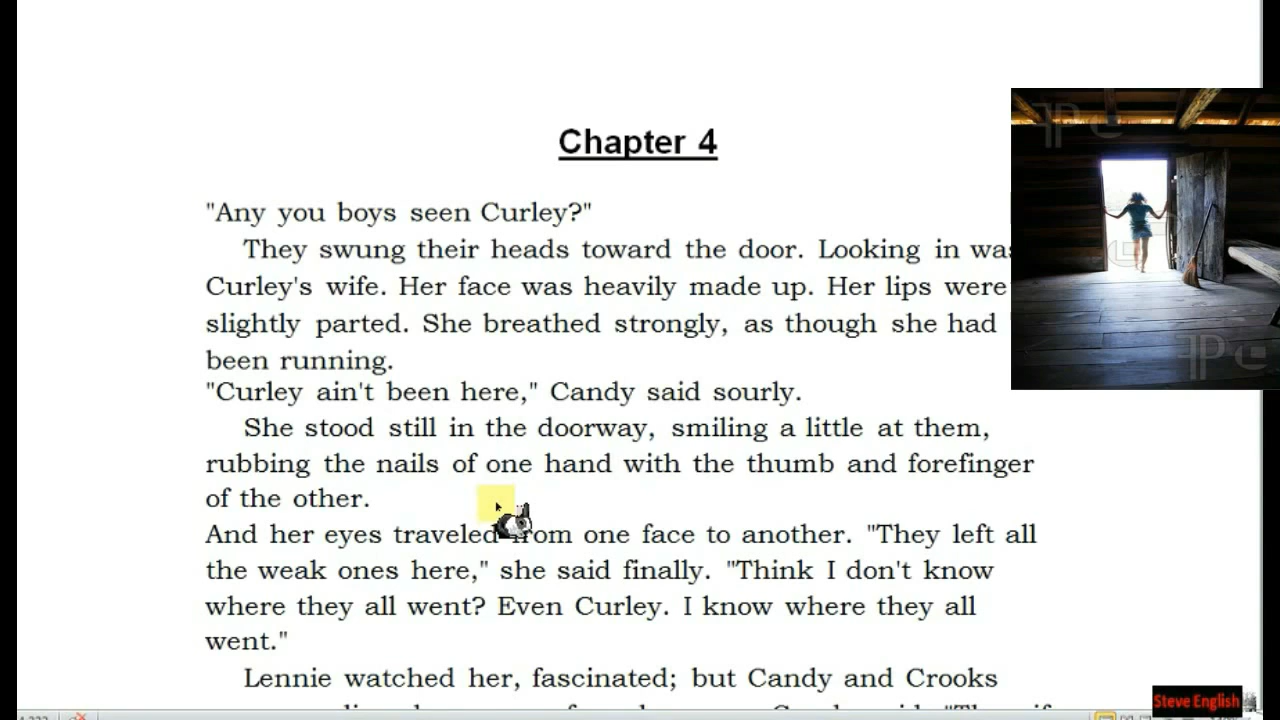 Chapter 4
"Any you boys seen Curley?"
They swung their heads toward the door. Looking in was
Curley's wife. Her face was heavily made up. Her lips were
slightly parted. She breathed strongly, as though she had
been running.
"Curley ain't been here," Candy said sourly.
She stood still in the doorway, smiling a little at them,
rubbing the nails of one hand with the thumb and forefinger
of the other.
And her eyes traveled from one face to another. "They left all
the weak ones here," she said finally. "Think I don't know
where they all went? Even Curley. I know where they all
went."
Lennie watched her, fascinated; but Candy and Crooks
Steve English